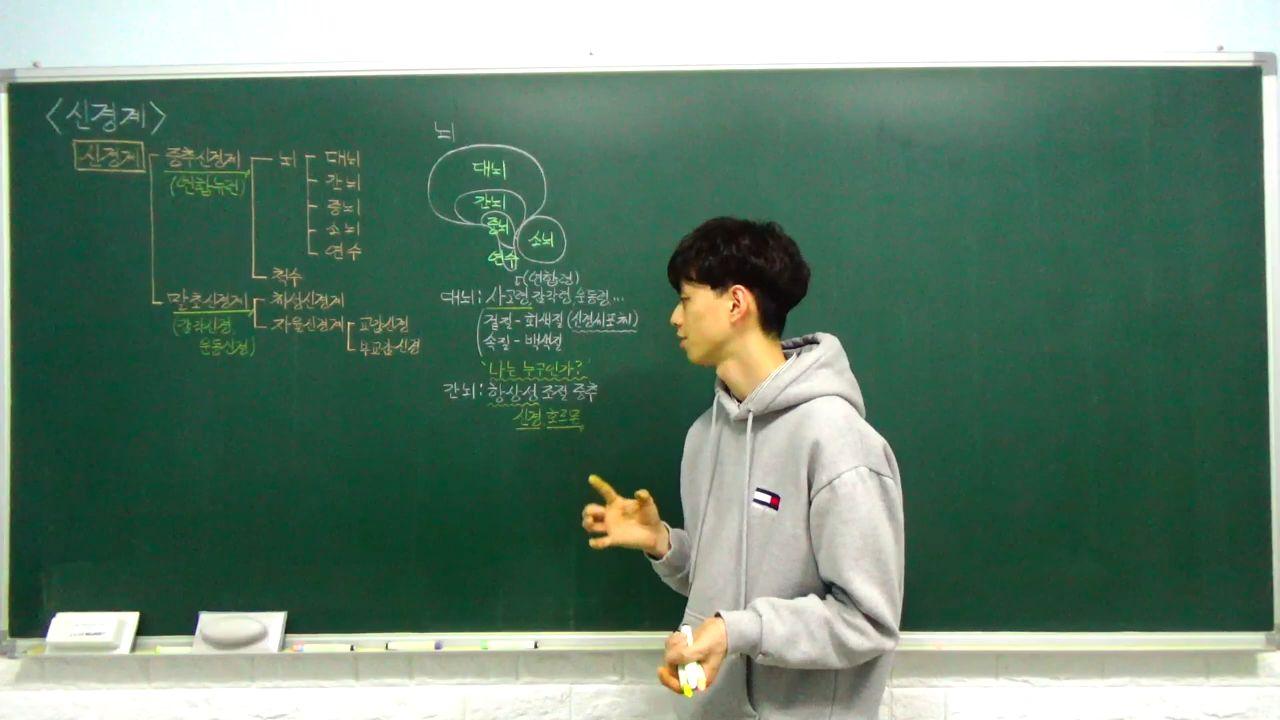 <신경계>
신경계
중추신경계
(연합뉴런)
뇌
대뇌
간뇌
중뇌
소뇌
연수
척수
말초신경계
(감각신경
운동신경)
체성신경계
자율신경계
교감신경
부교감신경
뇌
대뇌
간뇌
중뇌
소뇌
연수
(연합령)
대뇌: 사고령, 감각령, 운동령...
겉질 - 회색질 (신경세포체)
속질 - 백색질
'나는 누구인가?'
간뇌: 항상성 조절 중추
신경 호르몬